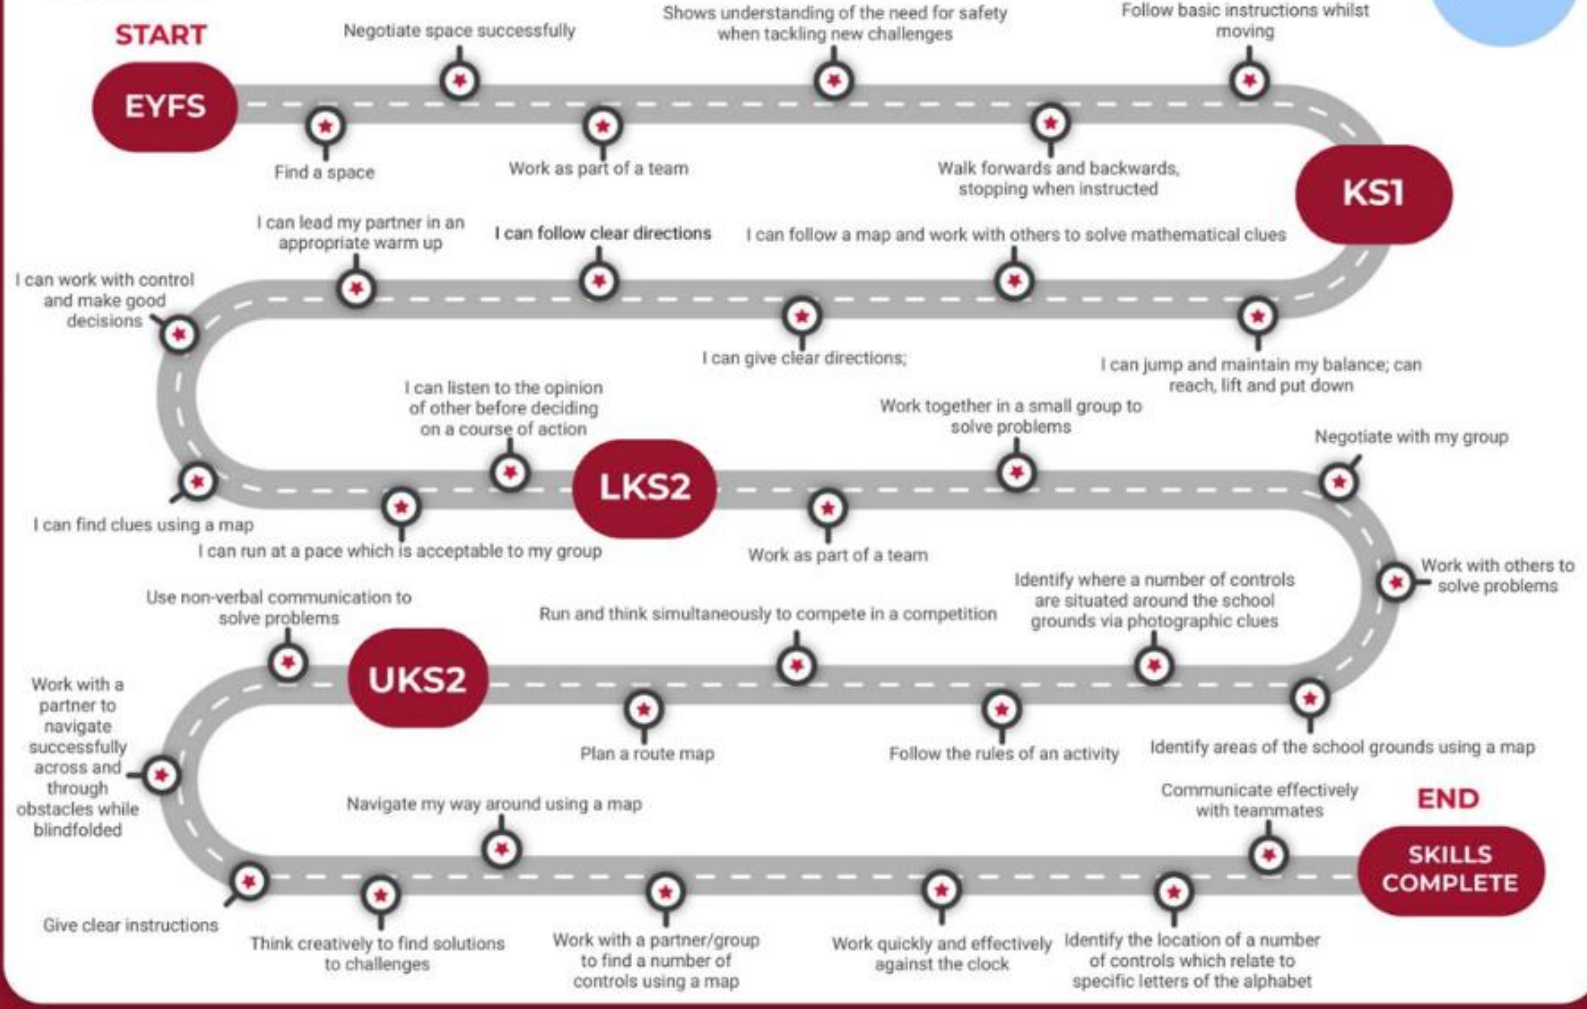 START
EYFS
Find a space
Negotiate space successfully
Work as part of a team
Shows understanding of the need for safety
when tackling new challenges
Walk forwards and backwards,
stopping when instructed
Follow basic instructions whilst
moving
KS1
I can jump and maintain my balance; can
reach, lift and put down
I can follow a map and work with others to solve mathematical clues
I can give clear directions;
I can follow clear directions
I can lead my partner in an
appropriate warm up
I can work with control
and make good
decisions
I can find clues using a map
I can run at a pace which is acceptable to my group
I can listen to the opinion
of other before deciding
on a course of action
LKS2
Work as part of a team
Work together in a small group to
solve problems
Negotiate with my group
Work with others to
solve problems
Identify areas of the school grounds using a map
Identify where a number of controls
are situated around the school
grounds via photographic clues
Follow the rules of an activity
Run and think simultaneously to compete in a competition
Plan a route map
UKS2
Use non-verbal communication to
solve problems
Work with a
partner to
navigate
successfully
across and
through
obstacles while
blindfolded
Give clear instructions
Think creatively to find solutions
to challenges
Navigate my way around using a map
Work with a partner/group
to find a number of
controls using a map
Work quickly and effectively
against the clock
Identify the location of a number
of controls which relate to
specific letters of the alphabet
Communicate effectively
with teammates
END
SKILLS
COMPLETE